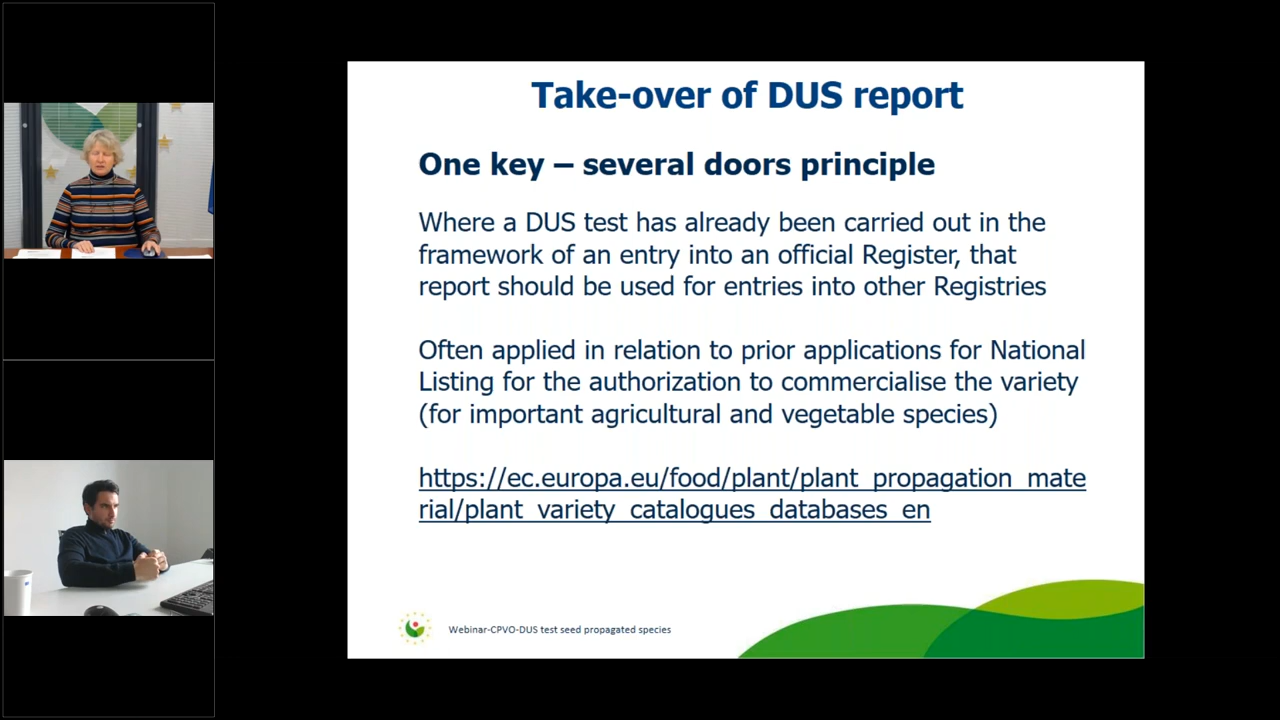 Take-over of DUS report
One key – several doors principle
Where a DUS test has already been carried out in the
framework of an entry into an official Register, that
report should be used for entries into other Registries
Often applied in relation to prior applications for National
Listing for the authorization to commercialise the variety
(for important agricultural and vegetable species)
https://ec.europa.eu/food/plant/plant_propagation_mate
rial/plant_variety_catalogues_databases_en
Webinar-CPVO-DUS test seed propagated species